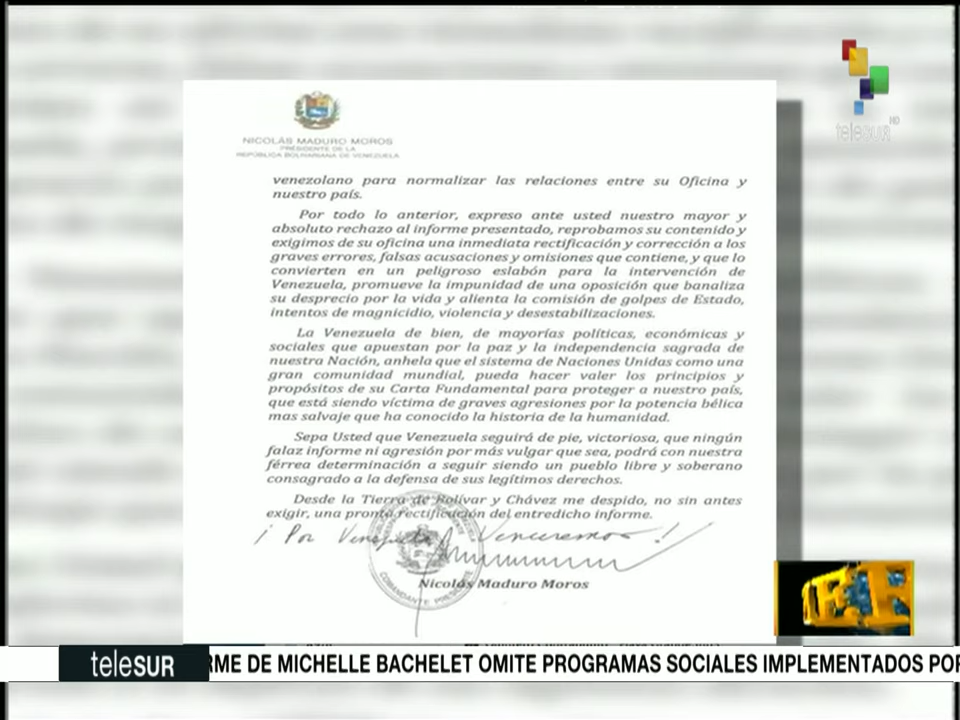 NICOLÁS MADURO MOROS
PRESIDENTE DE LA
REPÚBLICA BOLIVARIANA DE VENEZUELA
venezolano para normalizar las relaciones entre su Oficina y
nuestro país.
Por todo lo anterior, expreso ante usted nuestro mayor y
absoluto rechazo al informe presentado, reprobamos su contenido y
exigimos de su oficina una inmediata rectificación y corrección a los
graves errores, falsas acusaciones y omisiones que contiene, y que lo
convierten en un peligroso eslabón para la intervención de
Venezuela, promueve la impunidad de una oposición que banaliza
su desprecio por la vida y alienta la comisión de golpes de Estado,
intentos de magnicidio, violencia y desestabilizaciones.
La Venezuela de bien, de mayorías políticas, económicas y
sociales que apuestan por la paz y la independencia sagrada de
nuestra Nación, anhela que el sistema de Naciones Unidas como una
gran comunidad mundial, pueda hacer valer los principios y
propósitos de su Carta Fundamental para proteger a nuestro país,
que está siendo víctima de graves agresiones por la potencia bélica
mas salvaje que ha conocido la historia de la humanidad.
Sepa Usted que Venezuela seguirá de pie, victoriosa, que ningún
falaz informe ni agresión por más vulgar que sea, podrá con nuestra
férrea determinación a seguir siendo un pueblo libre y soberano
consagrado a la defensa de sus legítimos derechos.
Desde la Tierra de Bolívar y Chávez me despido, no sin antes
exigir, una pronta rectificación del entredicho informe.
¡Por Venezuela Venceremos!
Nicolás Maduro Moros
COMANDANTE PRESIDENTE
teleSUR HD
teleSUR
RME DE MICHELLE BACHELET OMITE PROGRAMAS SOCIALES IMPLEMENTADOS POR